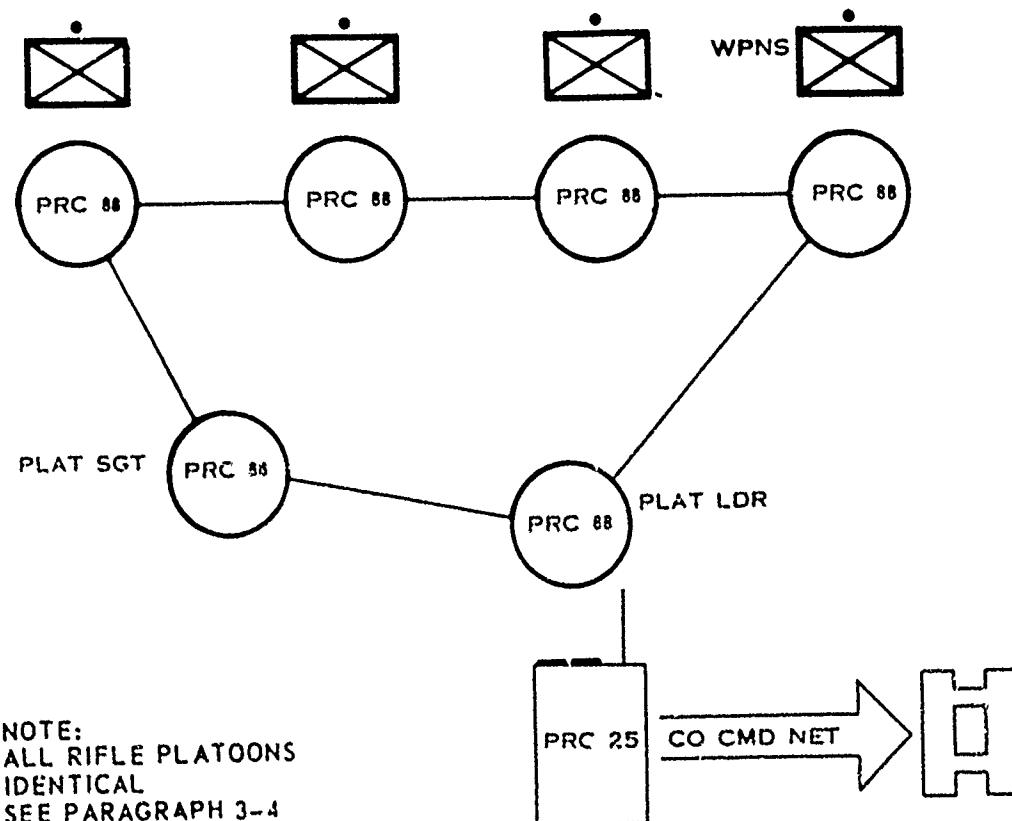 WPNS
PRC 88
PRC 88
PRC 88
PRC 88
PLAT SGT
PRC 88
PRC 88
PLAT LDR
PRC 25
CO CMD NET
NOTE:
ALL RIFLE PLATOONS
IDENTICAL
SEE PARAGRAPH 3-4